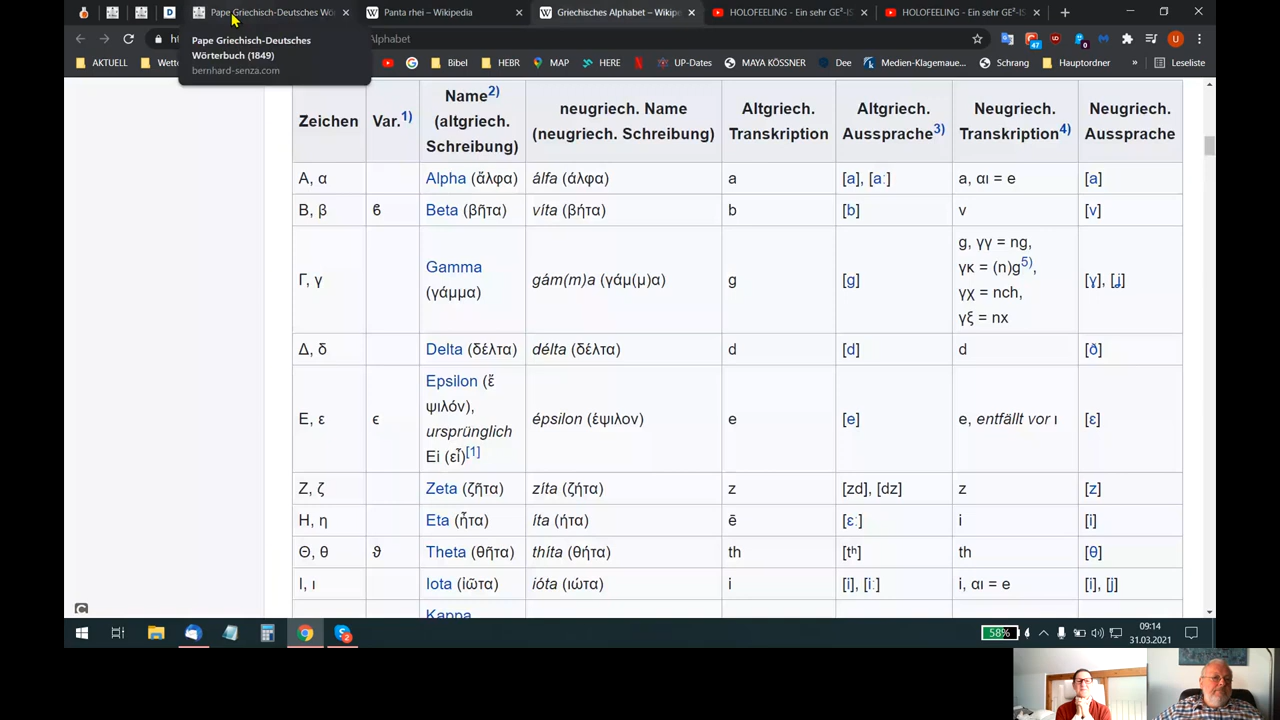 Pape Griechisch-Deutsches Wö
Panta rhei – Wikipedia
Griechisches Alphabet – Wikip
HOLOFEELING - Ein sehr GE²-IS
HOLOFEELING - Ein sehr GE²-IS
Pape Griechisch-Deutsches
Wörterbuch (1849)
bernhard-senza.com
Alphabet
AKTUELL
Bibel
HEBR
MAP
HERE
UP-Dates
MAYA KÖSSNER
Dee
Medien-Klagemaue...
Schrang
Hauptordner
Leseliste
Zeichen Var.1) Name2) (altgriech. Schreibung) neugriech. Name (neugriech. Schreibung) Altgriech. Transkription Altgriech. Aussprache3) Neugriech. Transkription4) Neugriech. Aussprache
Α, α Alpha (ἄλφα) álfa (άλφα) a [a], [aː] a, αι = e [a]
Β, β ϐ Beta (βῆτα) víta (βήτα) b [b] v [v]
Γ, γ Gamma (γάμμα) gám(m)a (γάμ(μ)α) g [g] g, γγ = ng, γκ = (n)g5), γχ = nch, γξ = nx [ɣ], [ʝ]
Δ, δ Delta (δέλτα) délta (δέλτα) d [d] d [ð]
Ε, ε ϵ Epsilon (ἔ ψιλόν), ursprünglich Ei (εἶ)[1] épsilon (έψιλον) e [e] e, entfällt vor ι [ɛ]
Ζ, ζ Zeta (ζῆτα) zíta (ζήτα) z [zd], [dz] z [z]
Η, η Eta (ἦτα) íta (ήτα) ē [ɛː] i [i]
Θ, θ ϑ Theta (θῆτα) thíta (θήτα) th [tʰ] th [θ]
Ι, ι Iota (ἰῶτα) ióta (ιώτα) i [i], [iː] i, αι = e [i], [j]
Kappa
58%
09:14
31.03.2021